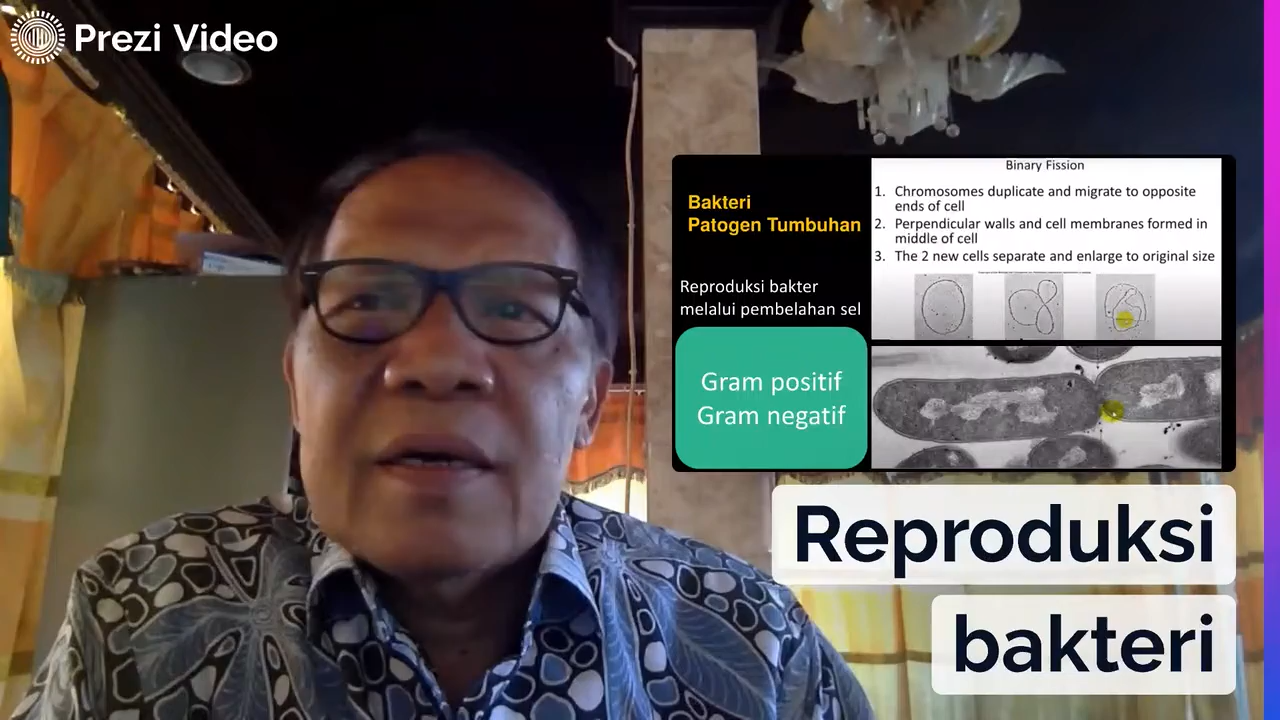 Prezi Video
Bakteri
Patogen Tumbuhan
Reproduksi bakter
melalui pembelahan sel
Gram positif
Gram negatif
Binary Fission
1. Chromosomes duplicate and migrate to opposite
ends of cell
2. Perpendicular walls and cell membranes formed in
middle of cell
3. The 2 new cells separate and enlarge to original size
Reproduksi
bakteri